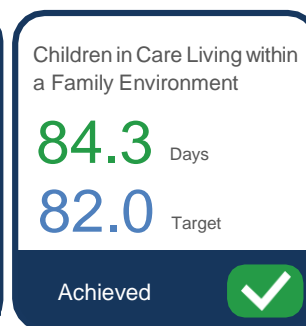 Children in Care Living within
a Family Environment
84.3 Days
82.0 Target
Achieved